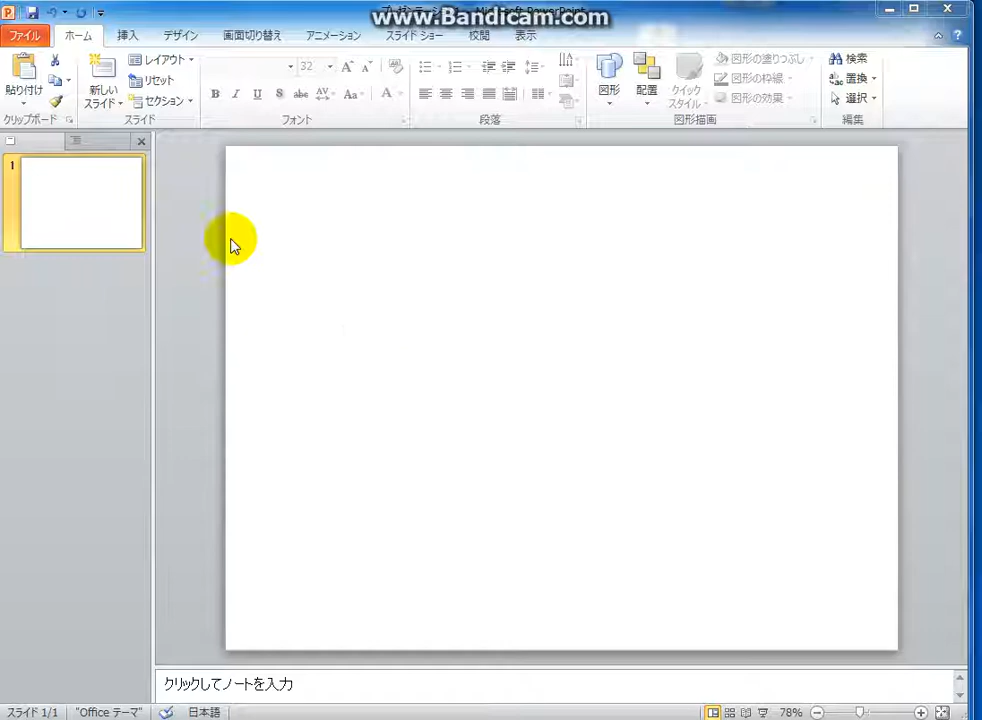 www.Bandicam.com
ファイル ホーム 挿入 デザイン 画面切り替え アニメーション スライド ショー 校閲 表示
貼り付け
新しい
スライド
レイアウト
リセット
セクション
32
B I U S abc AV Aa A
図形
配置
クイック
スタイル
図形の塗りつぶし
図形の枠線
図形の効果
検索
置換
選択
クリップボード スライド フォント 段落 図形描画 編集
1
クリックしてノートを入力
スライド 1/1 "Office テーマ" 日本語 78%